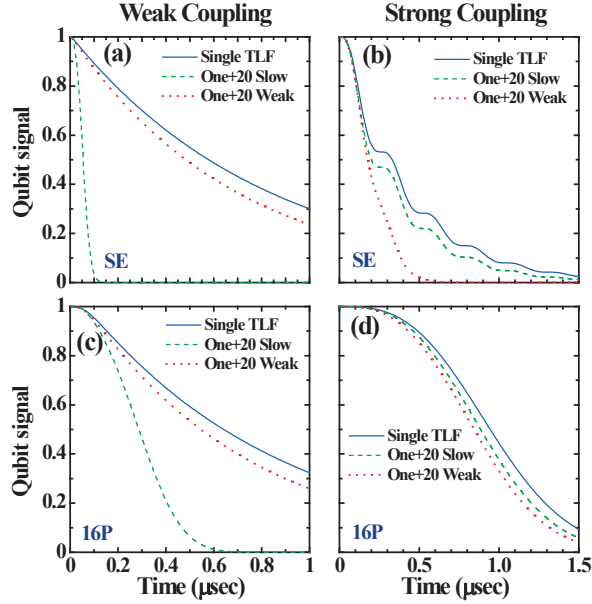 Weak Coupling
Strong Coupling
Qubit signal
1
0.8
0.6
0.4
0.2
0
(a)
Single TLF
One+20 Slow
One+20 Weak
SE
(b)
Single TLF
One+20 Slow
One+20 Weak
SE
Qubit signal
1
0.8
0.6
0.4
0.2
0
(c)
Single TLF
One+20 Slow
One+20 Weak
16P
0 0.2 0.4 0.6 0.8 1
Time (μsec)
(d)
Single TLF
One+20 Slow
One+20 Weak
16P
0 0.5 1.0 1.5
Time (μsec)